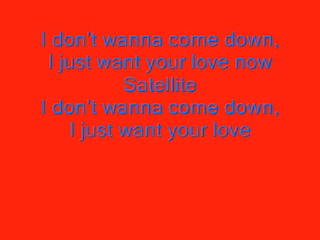 I don't wanna come down,
I just want your love now
Satellite
I don't wanna come down,
I just want your love